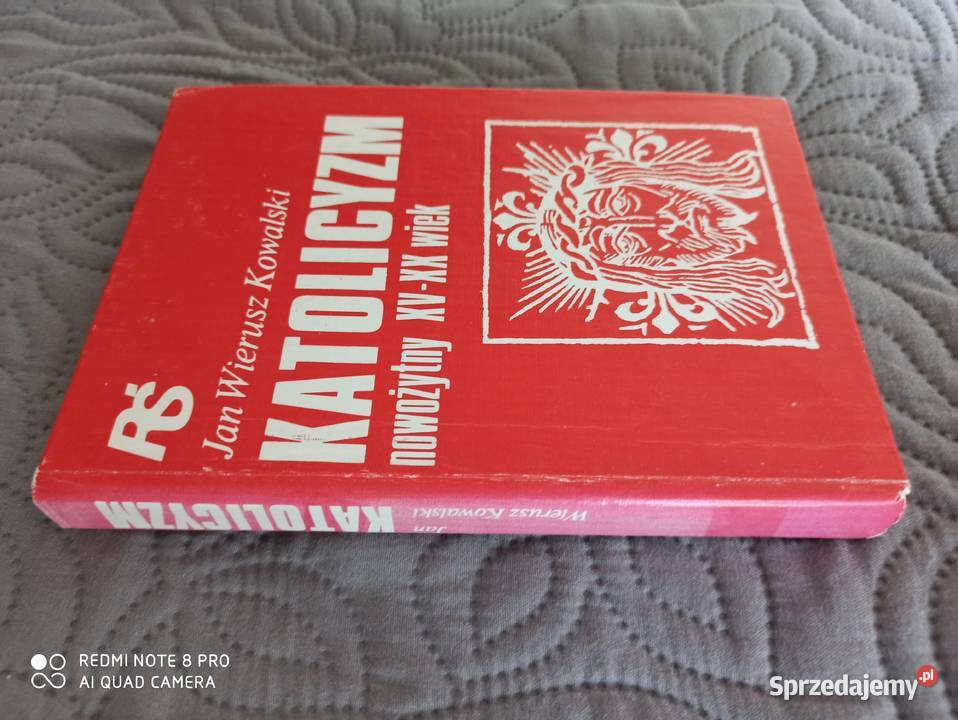 RŚ
Jan Wierusz Kowalski
KATOLICYZM
nowożytny XV-XX wiek
Jan
Wierusz Kowalski
KATOLICYZM
REDMI NOTE 8 PRO
AI QUAD CAMERA
Sprzedajemy.pl